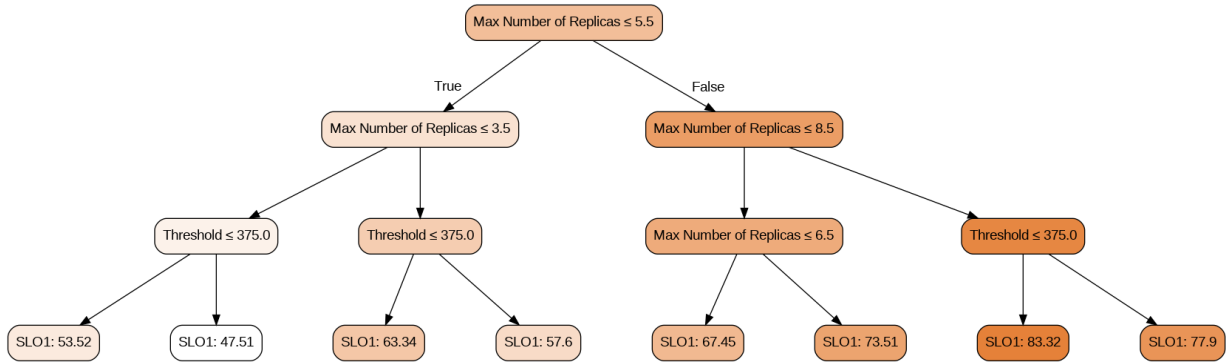 Max Number of Replicas ≤ 5.5
True
False
Max Number of Replicas ≤ 3.5
Max Number of Replicas ≤ 8.5
Threshold ≤ 375.0
Threshold ≤ 375.0
Max Number of Replicas ≤ 6.5
Threshold ≤ 375.0
SLO1: 53.52
SLO1: 47.51
SLO1: 63.34
SLO1: 57.6
SLO1: 67.45
SLO1: 73.51
SLO1: 83.32
SLO1: 77.9